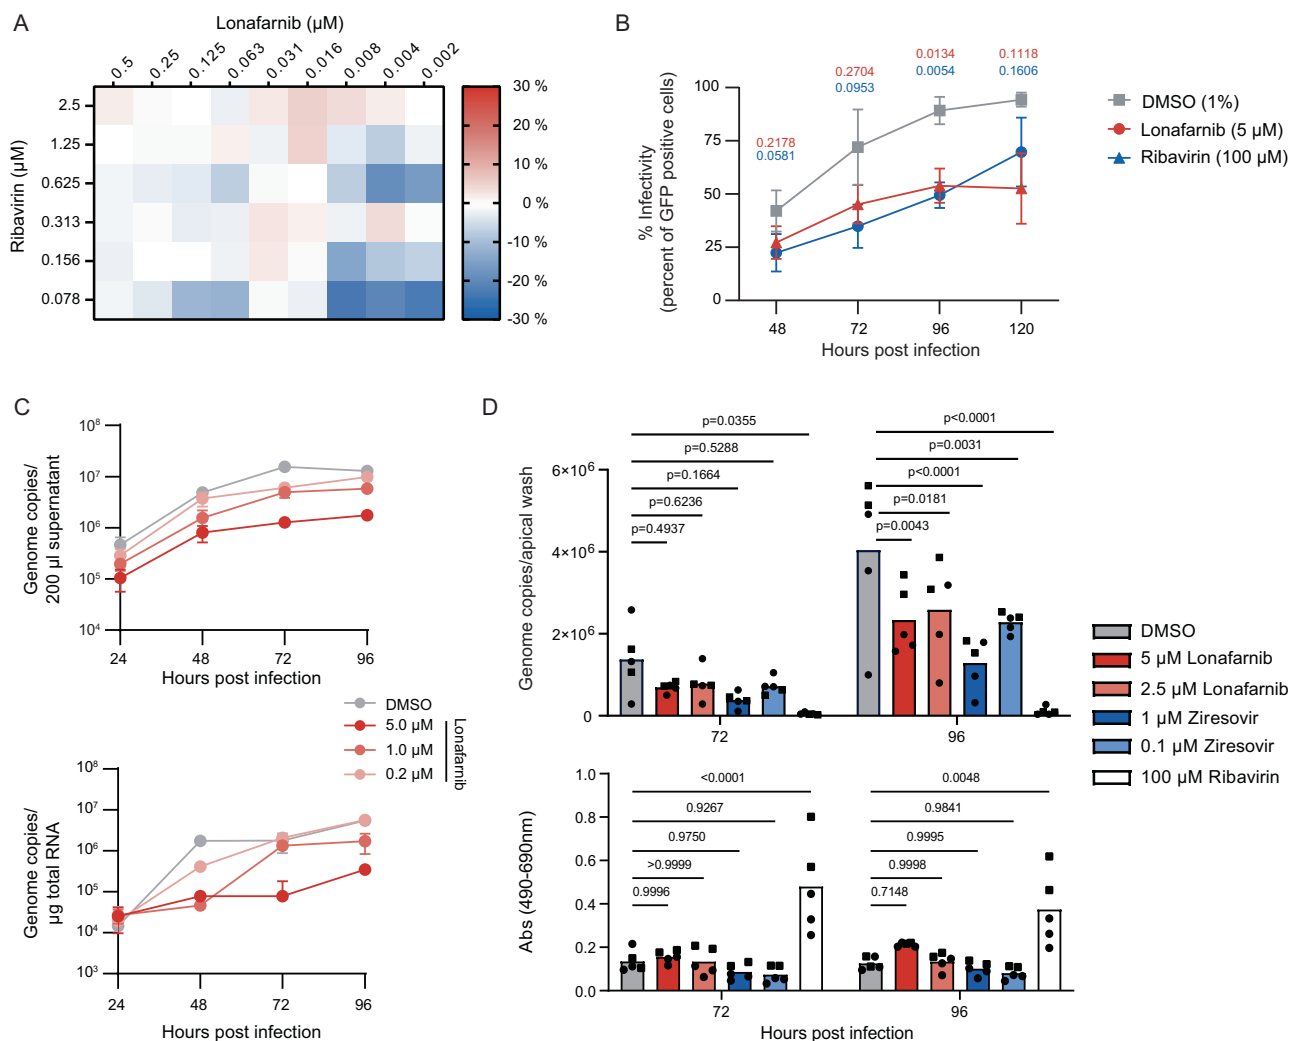 A
Lonafarnib (µM)
0.5
0.25
0.125
0.063
0.031
0.016
0.008
0.004
0.002
Ribavirin (µM)
2.5
1.25
0.625
0.313
0.156
0.078
30 %
20 %
10 %
0 %
-10 %
-20 %
-30 %
B
% Infectivity
(percent of GFP positive cells)
100
75
50
25
0
0.2178
0.0581
0.2704
0.0953
0.0134
0.0054
0.1118
0.1606
48
72
96
120
Hours post infection
DMSO (1%)
Lonafarnib (5 µM)
Ribavirin (100 µM)
C
Genome copies/
200 µl supernatant
10⁸
10⁷
10⁶
10⁵
10⁴
24
48
72
96
Hours post infection
DMSO
5.0 µM
1.0 µM
0.2 µM
Lonafarnib
Genome copies/
µg total RNA
10⁸
10⁷
10⁶
10⁵
10⁴
10³
24
48
72
96
Hours post infection
D
Genome copies/apical wash
6×10⁶
4×10⁶
2×10⁶
0
p=0.0355
p=0.5288
p=0.1664
p=0.6236
p=0.4937
p<0.0001
p=0.0031
p<0.0001
p=0.0181
p=0.0043
72
96
DMSO
5 µM Lonafarnib
2.5 µM Lonafarnib
1 µM Ziresovir
0.1 µM Ziresovir
100 µM Ribavirin
Abs (490-690nm)
1.0
0.8
0.6
0.4
0.2
0.0
<0.0001
0.9267
0.9750
>0.9999
0.9996
0.0048
0.9841
0.9995
0.9998
0.7148
72
96
Hours post infection